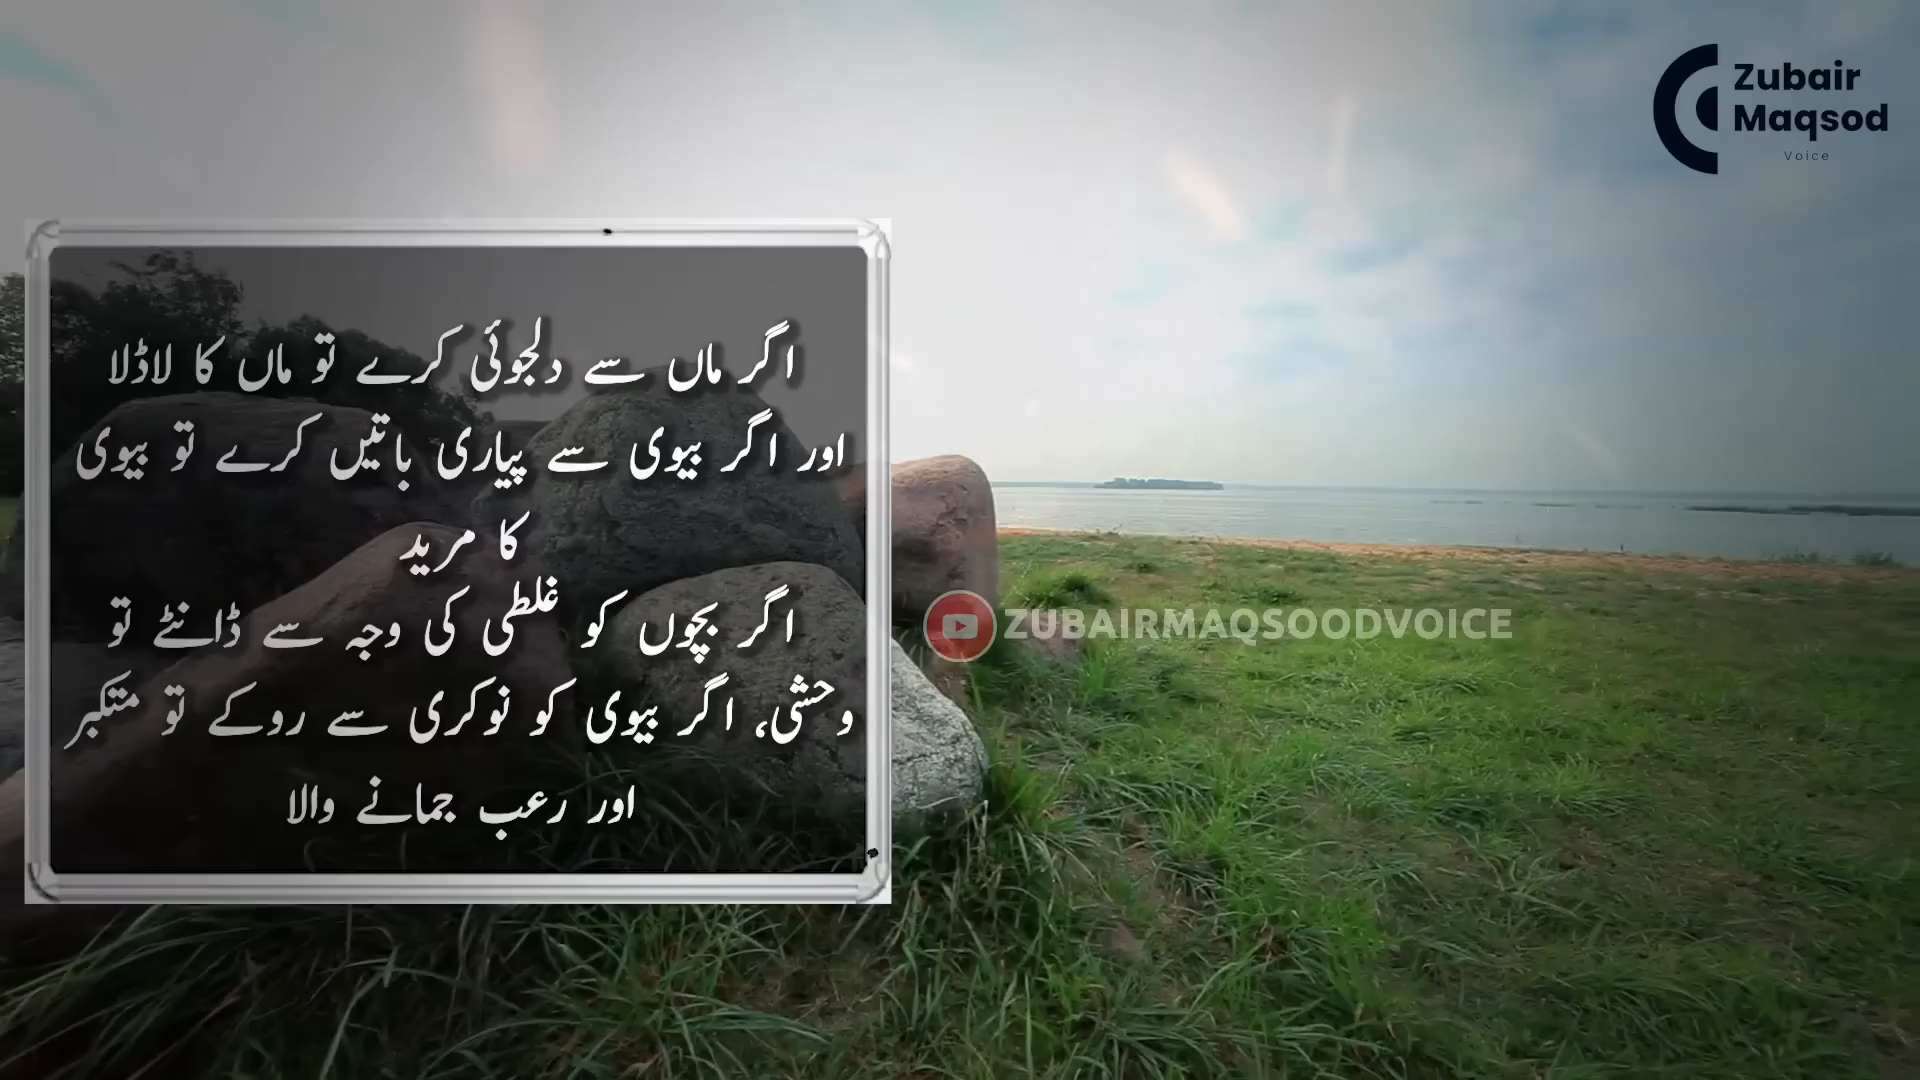 Zubair
Maqsod
Voice
اگر ماں سے دلجوئی کرے تو ماں کا لاڈلا
اور اگر بیوی سے پیاری باتیں کرے تو بیوی
کا مرید
اگر بچوں کو غلطی کی وجہ سے ڈانٹے تو
وحشی، اگر بیوی کو نوکری سے روکے تو متکبر
اور رعب جمانے والا
ZUBAIRMAQSOODVOICE